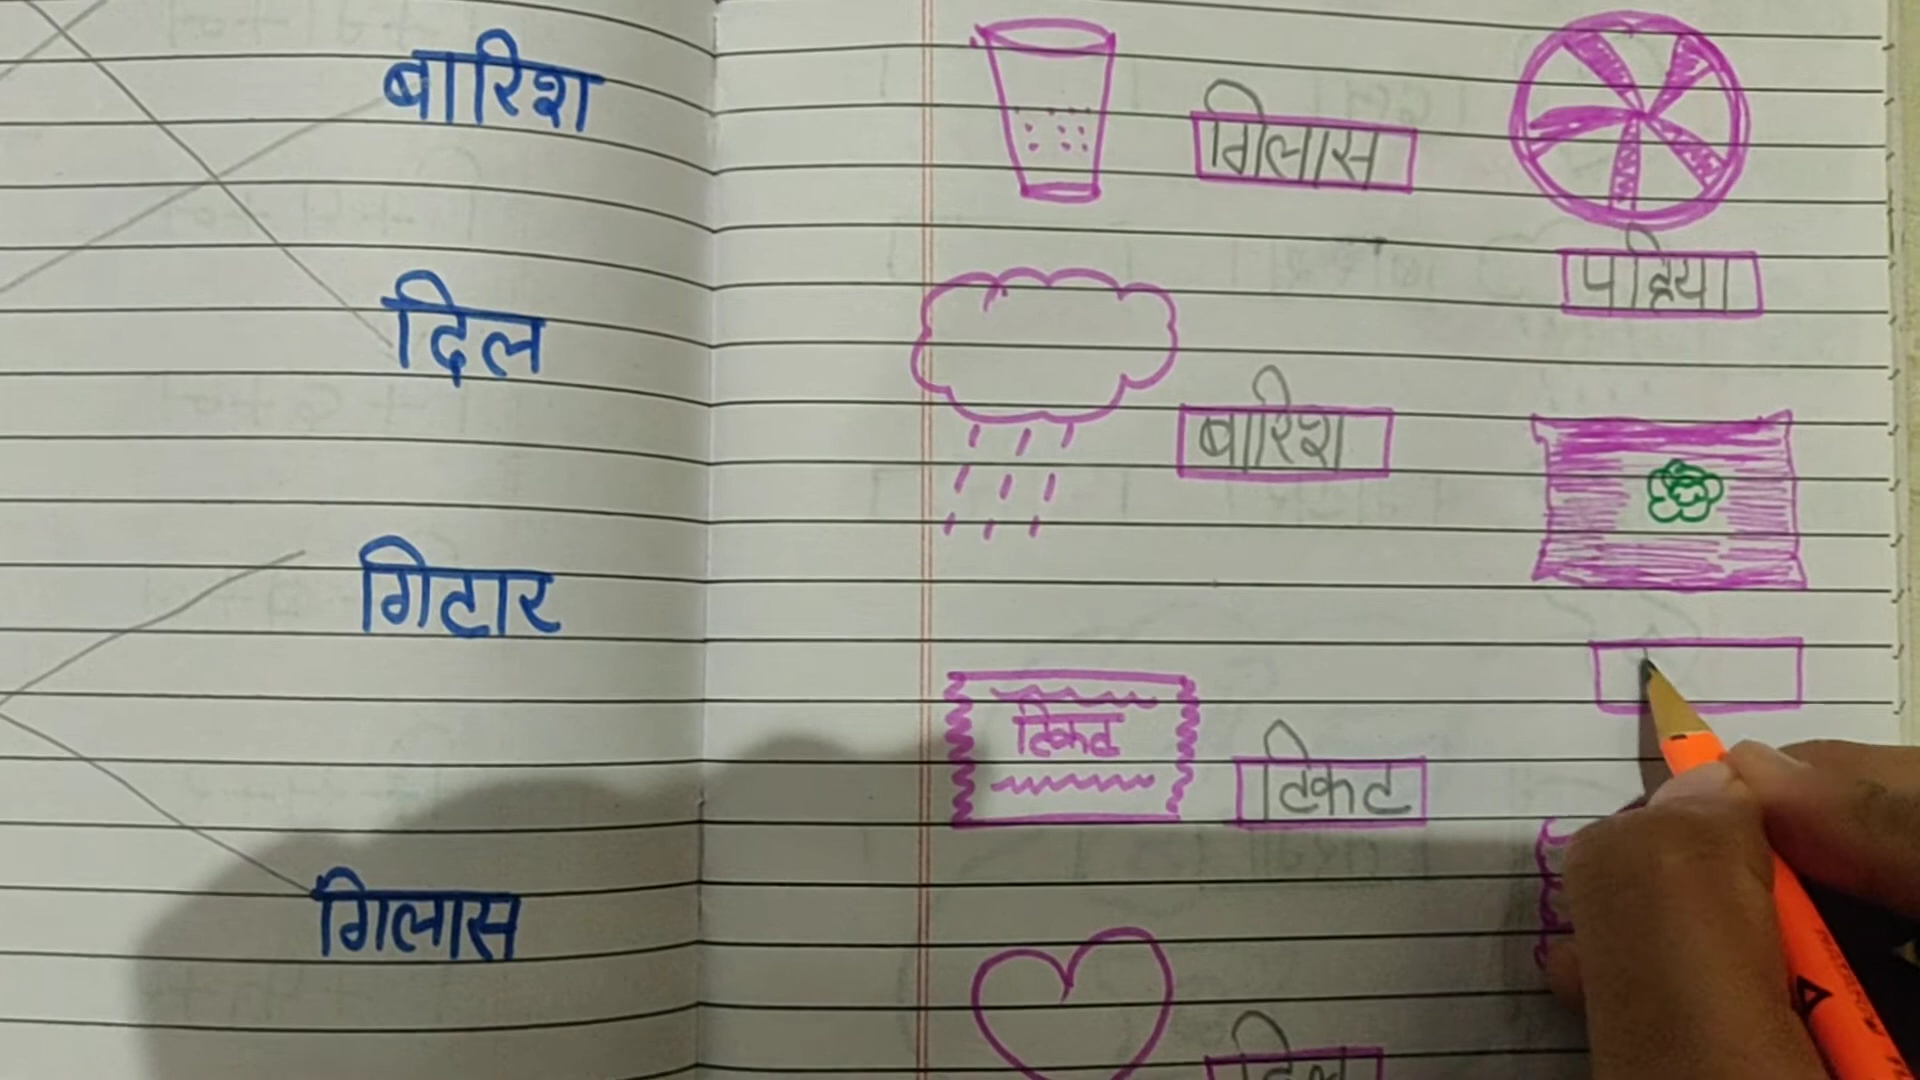 बारिश
दिल
गिटार
गिलास
गिलास
पहिया
बारिश
टिकट
टिकट
दिल